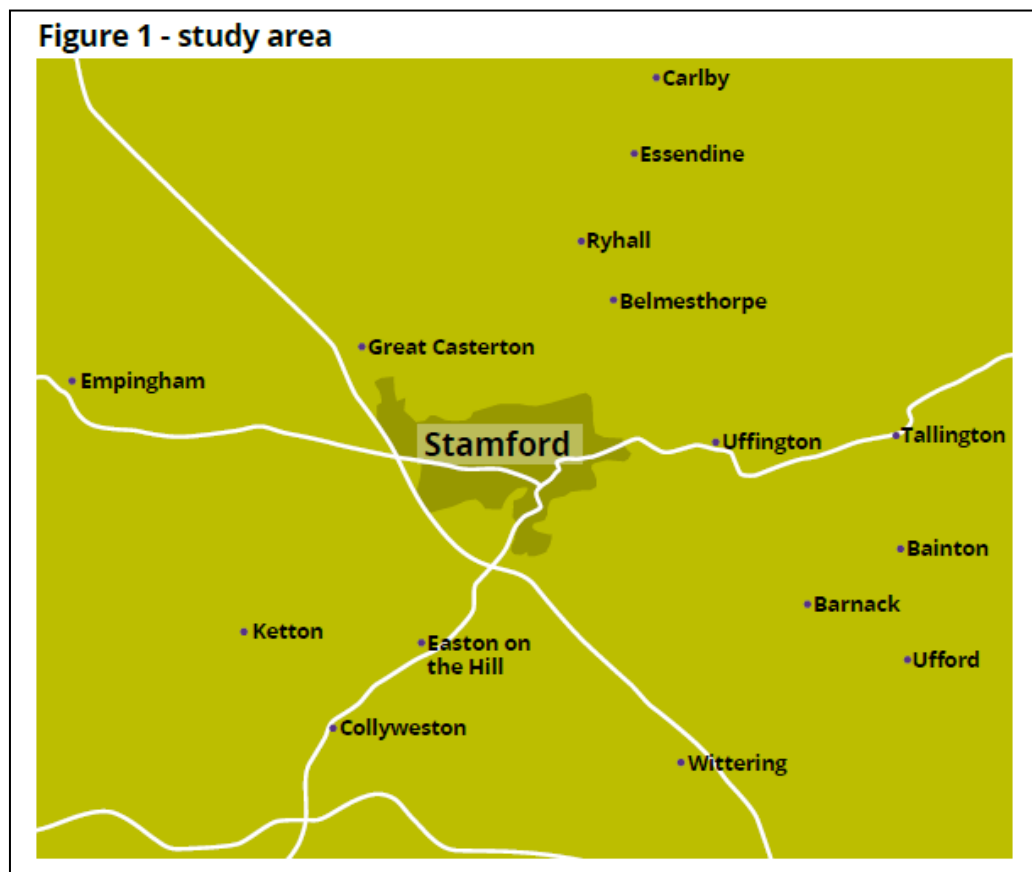 Figure 1 - study area
Carlby
Essendine
Ryhall
Belmesthorpe
Great Casterton
Empingham
Stamford
Uffington
Tallington
Bainton
Barnack
Ketton
Easton on
the Hill
Ufford
Collyweston
Wittering